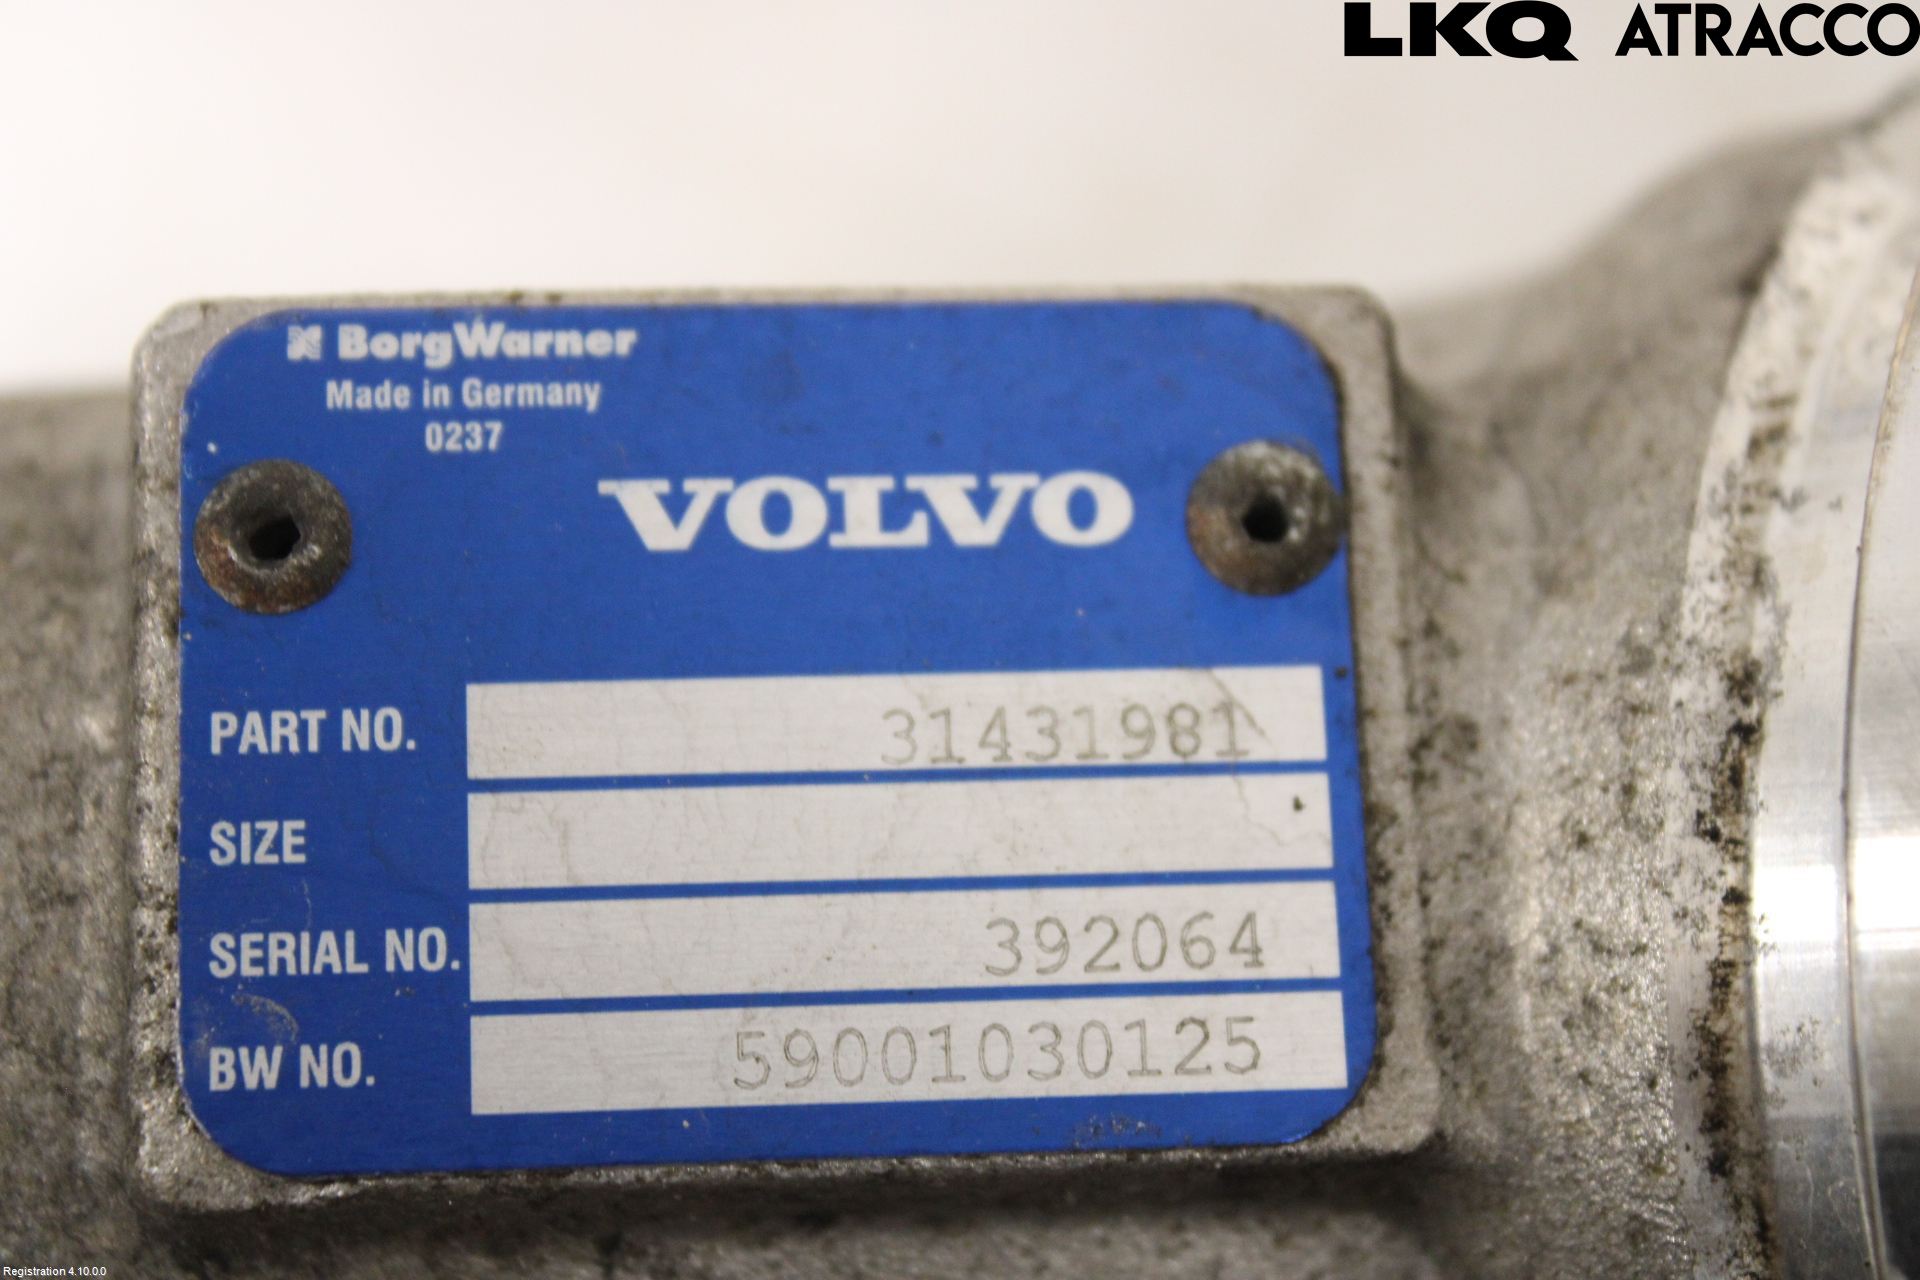 LKQ ATRACCO
BorgWarner
Made in Germany
0237
VOLVO
PART NO. 31431981
SIZE
SERIAL NO. 392064
BW NO. 59001030125
Registration 4.10.0.0